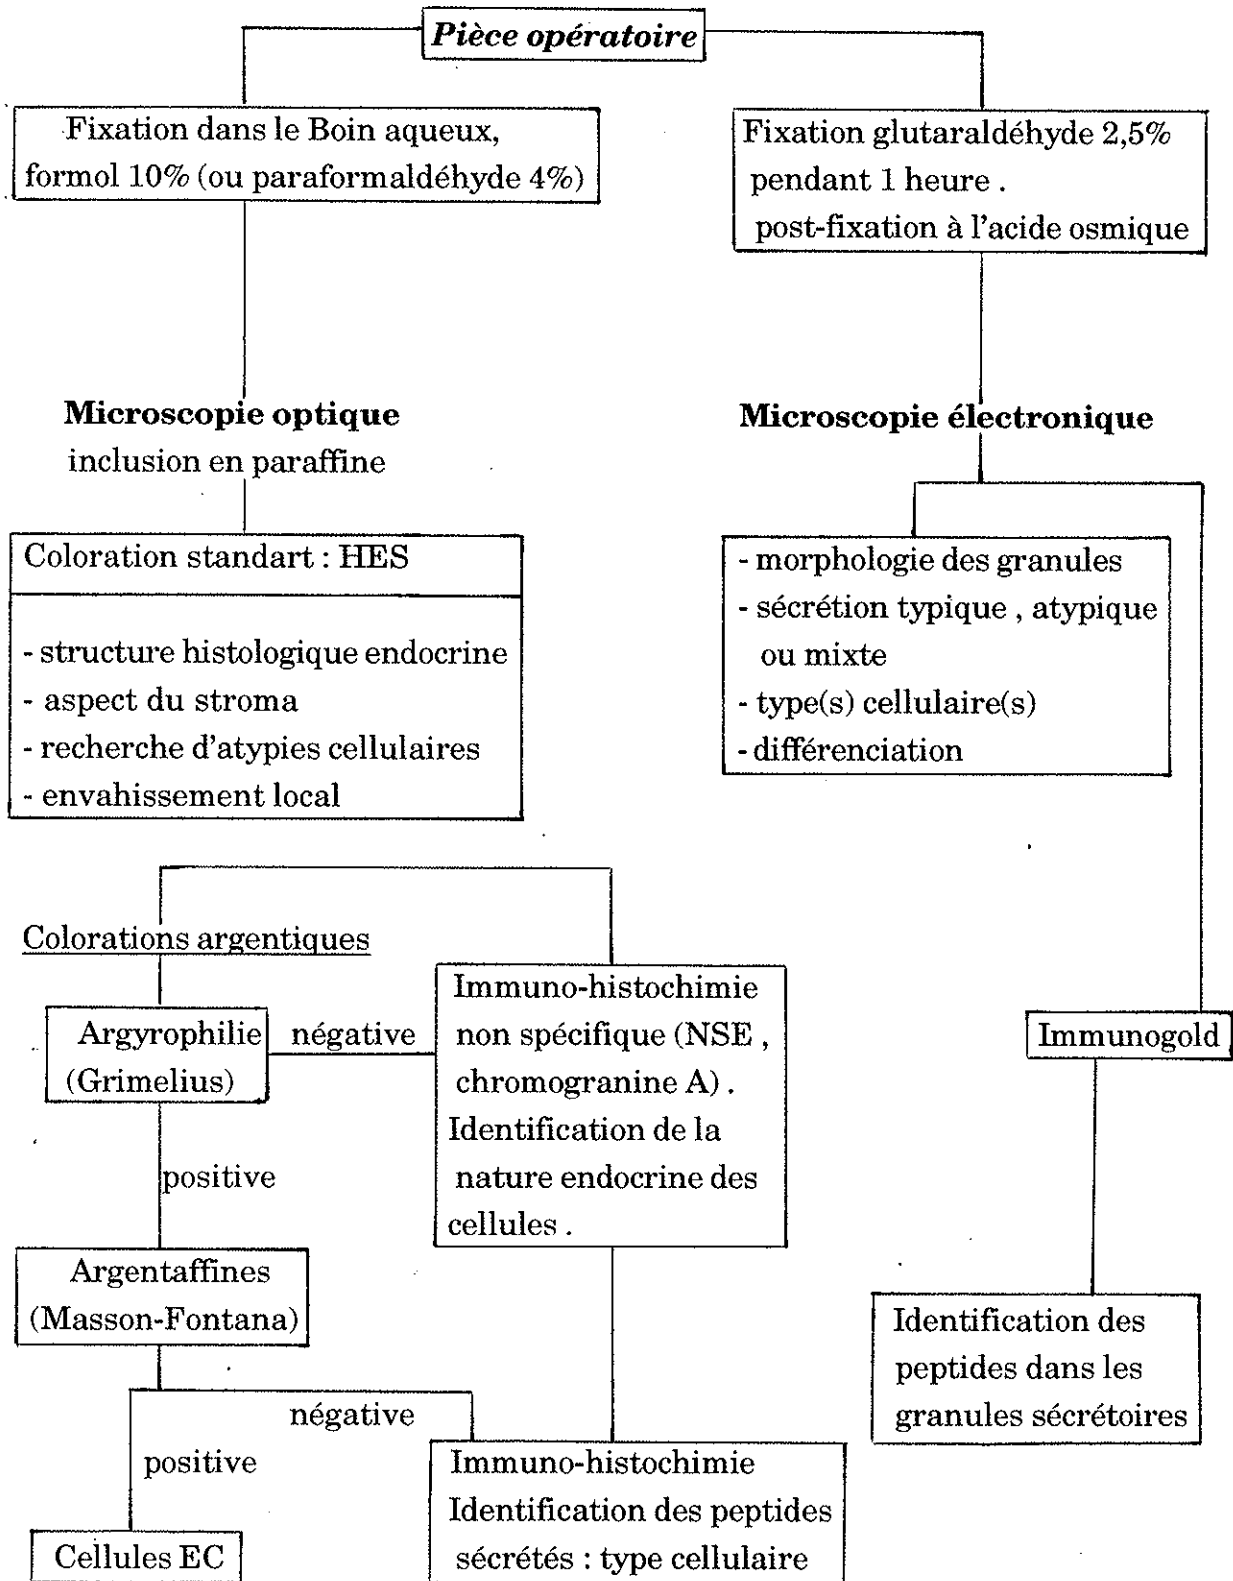 Pièce opératoire
Fixation dans le Boin aqueux,
formol 10% (ou paraformaldéhyde 4%)
Fixation glutaraldéhyde 2,5%
pendant 1 heure .
post-fixation à l'acide osmique
Microscopie optique
inclusion en paraffine
Microscopie électronique
Coloration standart : HES
- structure histologique endocrine
- aspect du stroma
- recherche d'atypies cellulaires
- envahissement local
- morphologie des granules
- sécrétion typique , atypique
ou mixte
- type(s) cellulaire(s)
- différenciation
Colorations argentiques
Argyrophilie
(Grimelius)
négative
Immuno-histochimie
non spécifique (NSE ,
chromogranine A) .
Identification de la
nature endocrine des
cellules .
Immunogold
positive
Argentaffines
(Masson-Fontana)
Identification des
peptides dans les
granules sécrétoires
négative
positive
Immuno-histochimie
Identification des peptides
sécrétés : type cellulaire
Cellules EC